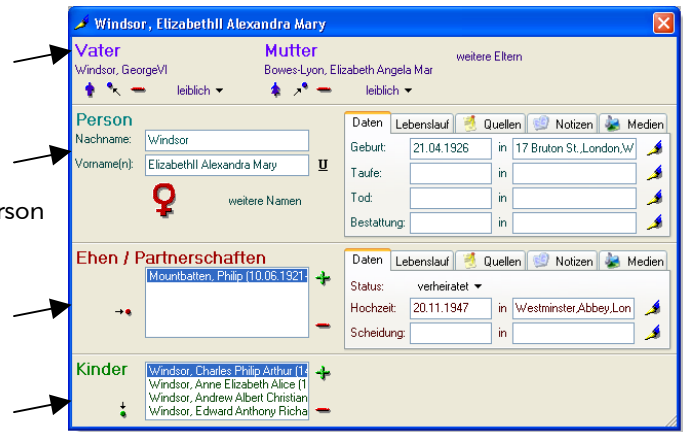 Windsor, ElizabethII Alexandra Mary
Vater
Mutter
weitere Eltern
Windsor, GeorgeVI
Bowes-Lyon, Elizabeth Angela Mar
leiblich
leiblich
Person
Nachname: Windsor
Vorname(n): ElizabethII Alexandra Mary U
weitere Namen
Daten Lebenslauf Quellen Notizen Medien
Geburt: 21.04.1926 in 17 Bruton St.,London,W
Taufe: in
Tod: in
Bestattung: in
rson
Ehen / Partnerschaften
Mountbatten, Philip (10.06.1921-
Daten Lebenslauf Quellen Notizen Medien
Status: verheiratet
Hochzeit: 20.11.1947 in Westminster,Abbey,Lon
Scheidung: in
Kinder
Windsor, Charles Philip Arthur (14
Windsor, Anne Elizabeth Alice (1
Windsor, Andrew Albert Christian
Windsor, Edward Anthony Richa